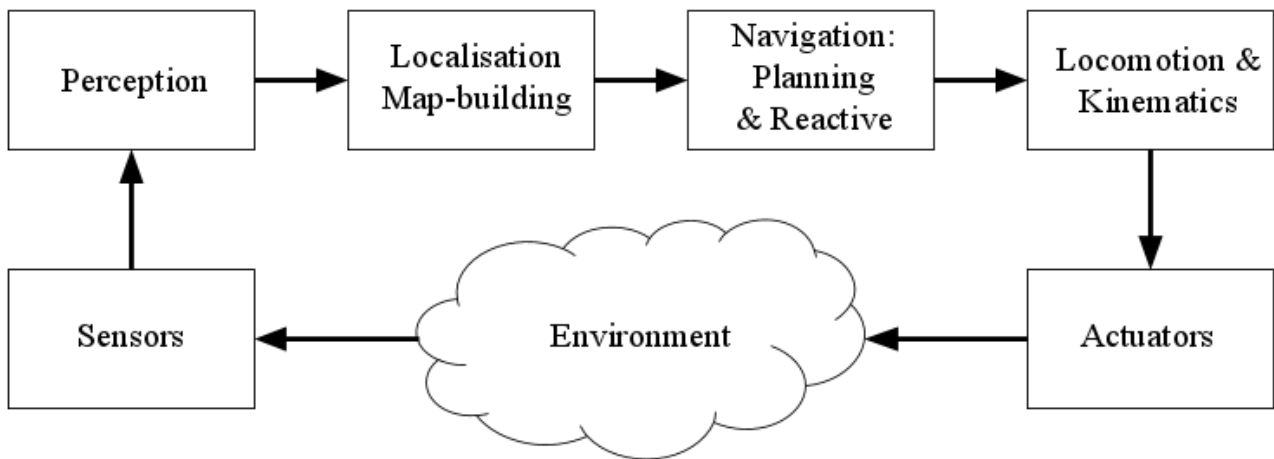 Perception
Localisation
Map-building
Navigation:
Planning
& Reactive
Locomotion &
Kinematics
Sensors
Environment
Actuators